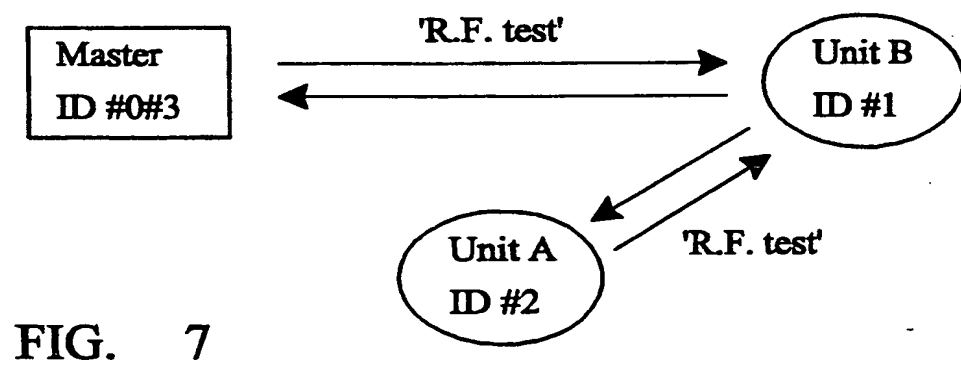 'R.F. test'
Master
ID #0#3
Unit B
ID #1
Unit A
ID #2
'R.F. test'
FIG. 7